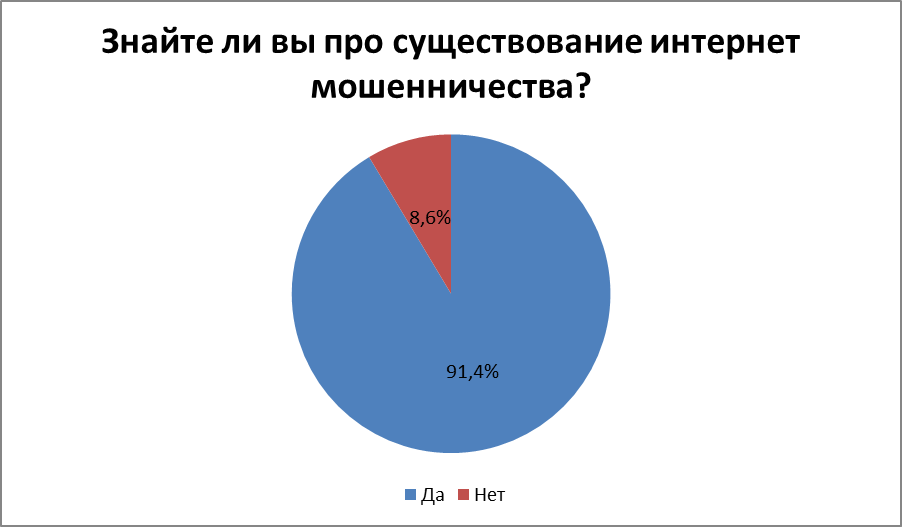 Знайте ли вы про существование интернет
мошенничества?
8,6%
91,4%
Да Нет